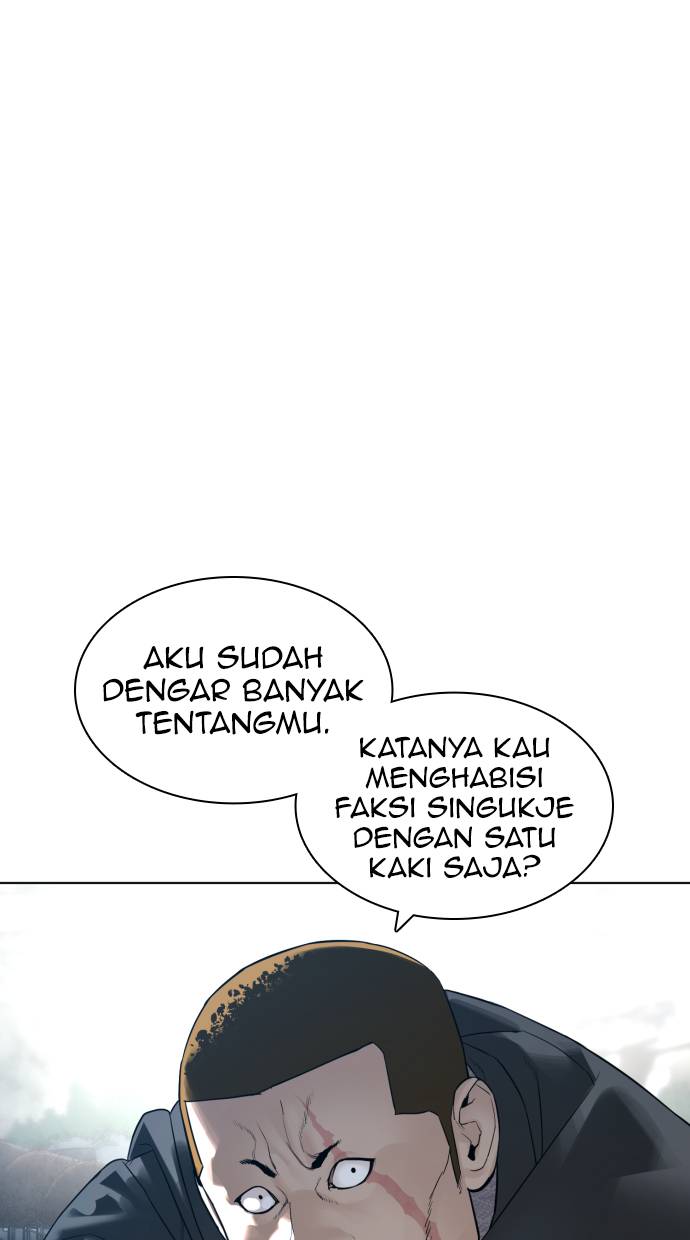 AKU SUDAH
DENGAR BANYAK
TENTANGMU.
KATANYA KAU
MENGHABISI
FAKSI SINGUKJE
DENGAN SATU
KAKI SAJA?